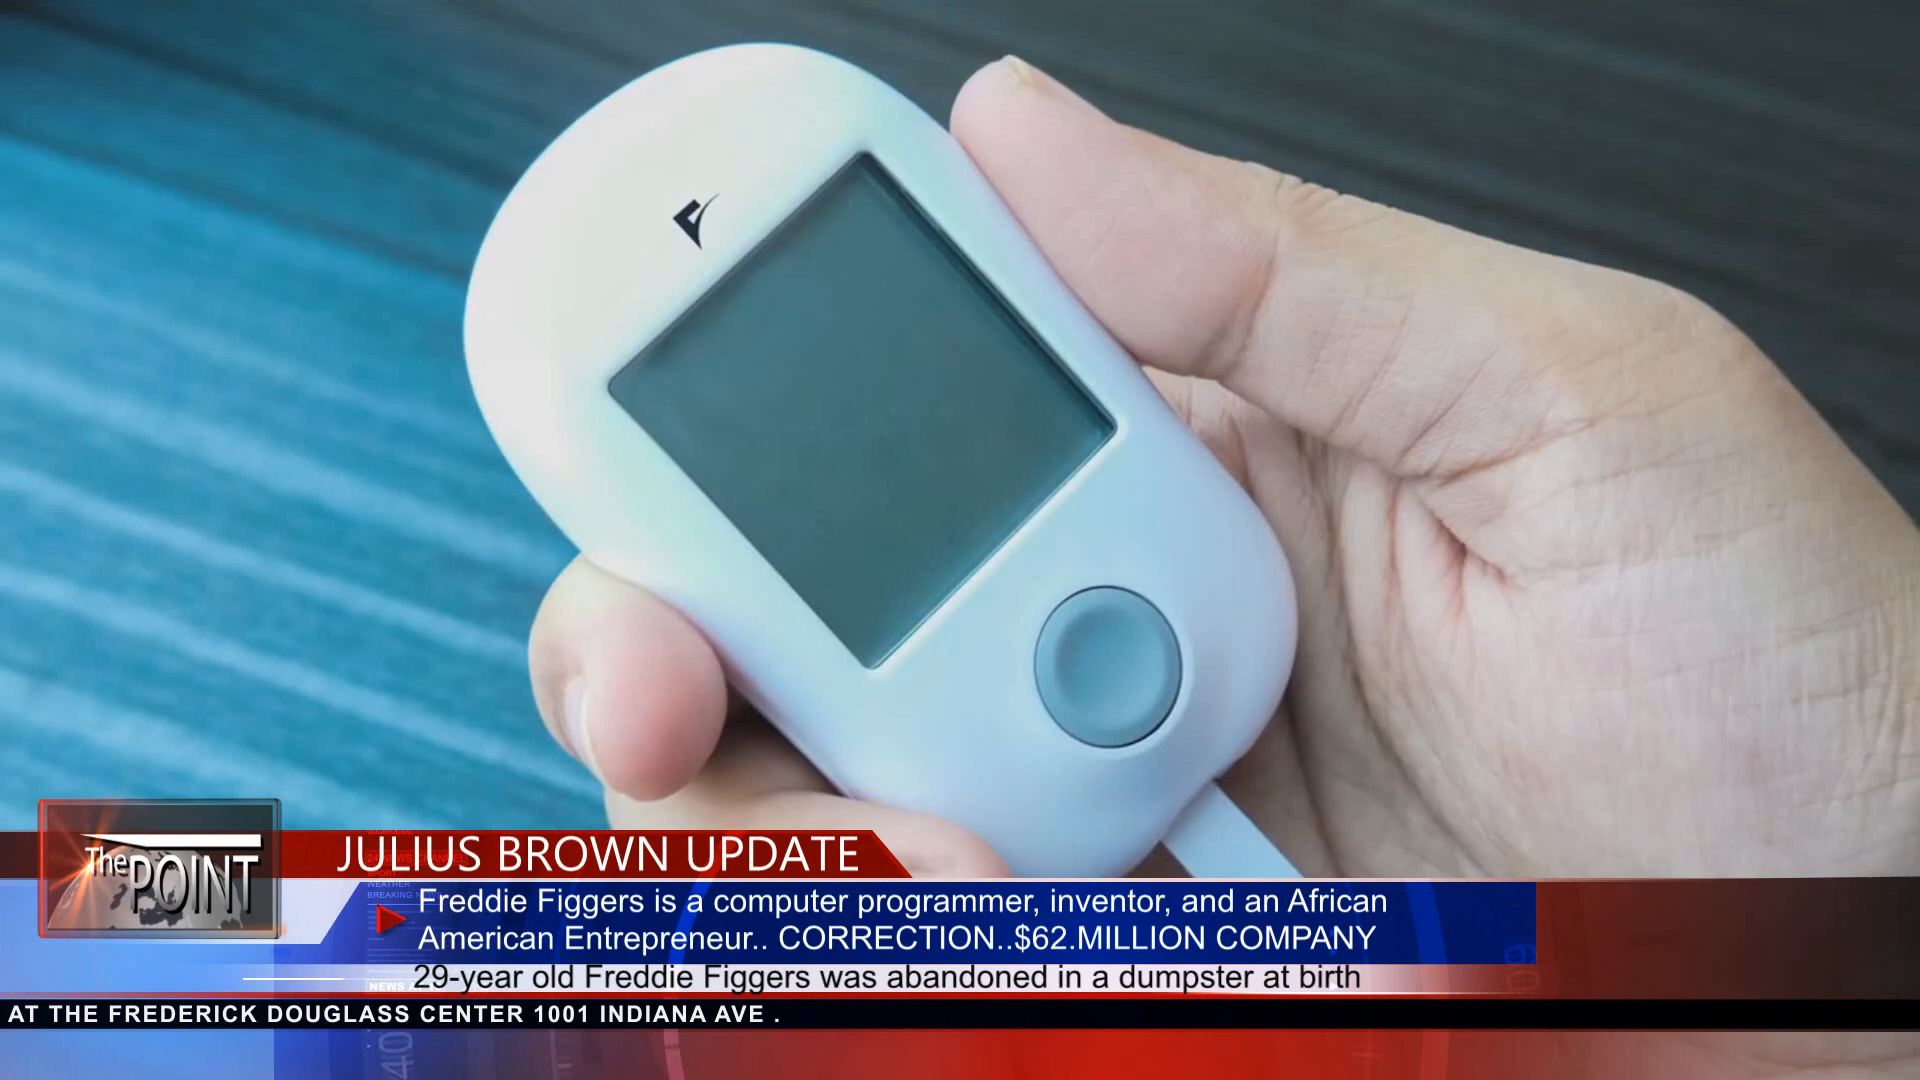 The
POINT
JULIUS BROWN UPDATE
WEATHER
Freddie Figgers is a computer programmer, inventor, and an African
American Entrepreneur.. CORRECTION..$62.MILLION COMPANY
29-year old Freddie Figgers was abandoned in a dumpster at birth
AT THE FREDERICK DOUGLASS CENTER 1001 INDIANA AVE .